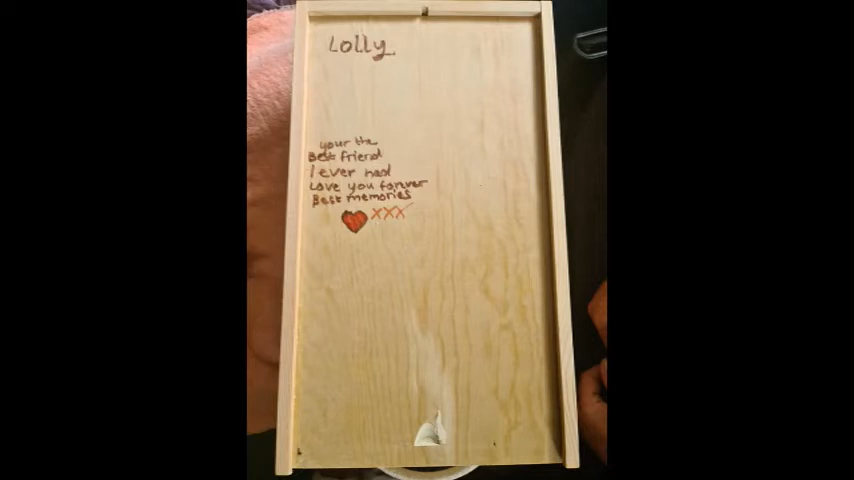 Lolly.
your the
Best friend
I ever had
Love you forever
Best memories
xxx